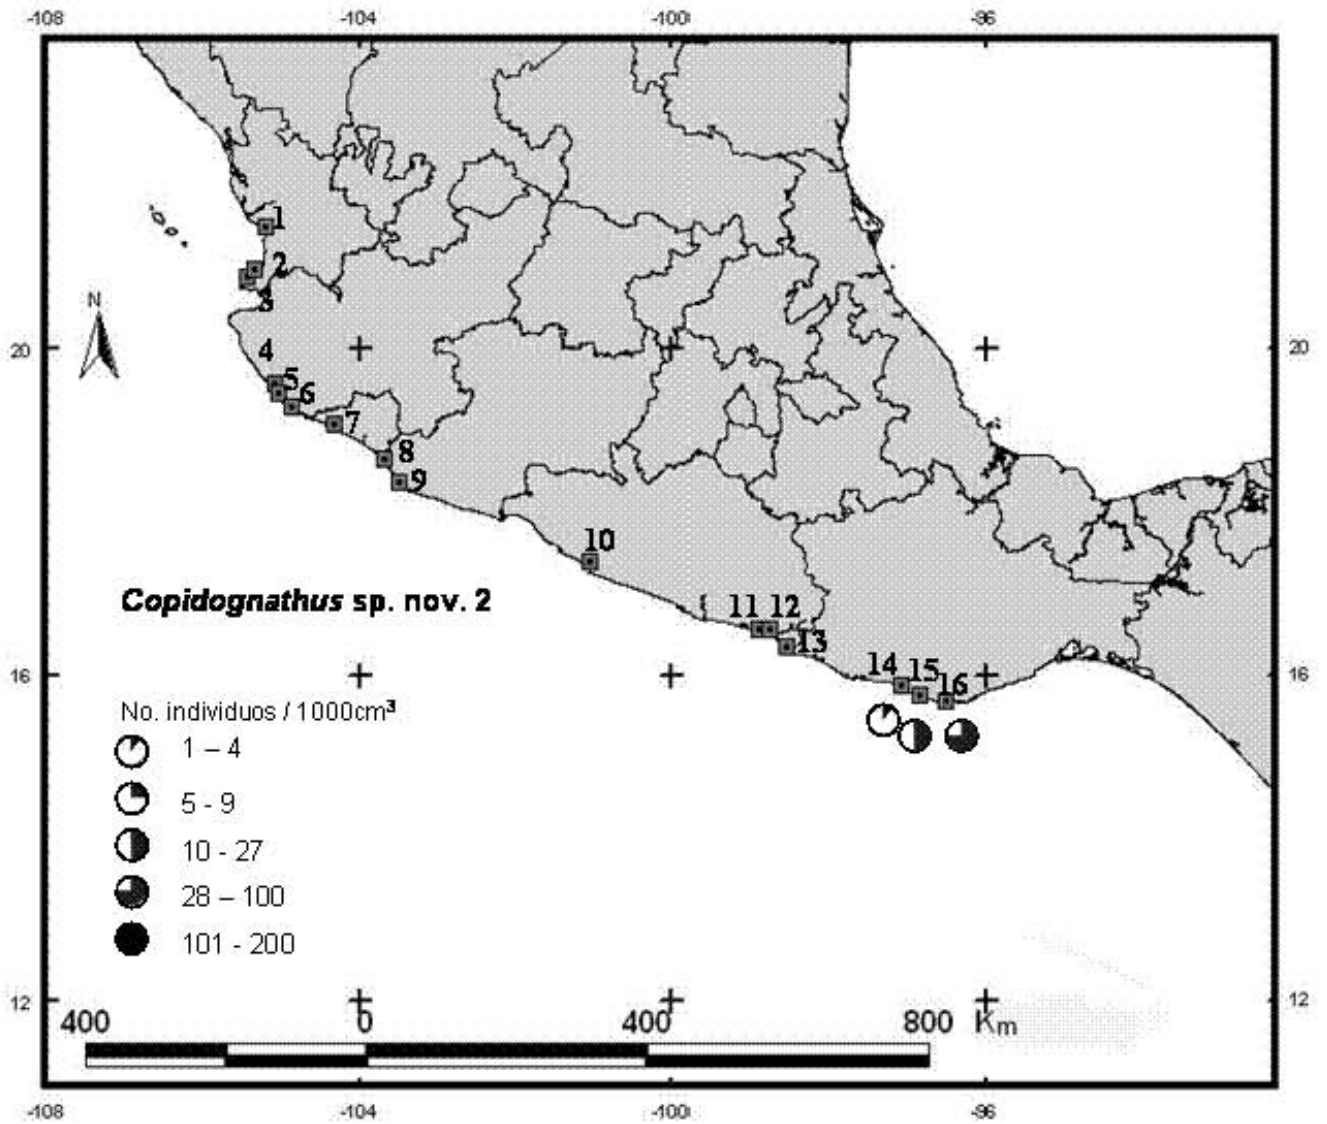 -108 -104 -100 -96
N
1
2
3
4
5
6
7
8
9
10
11 12
13
14 15 16
20 20
16 16
12 12
Copidognathus sp. nov. 2
No. individuos / 1000cm³
1 – 4
5 - 9
10 - 27
28 – 100
101 - 200
400 0 400 800 Km
-108 -104 -100 -96